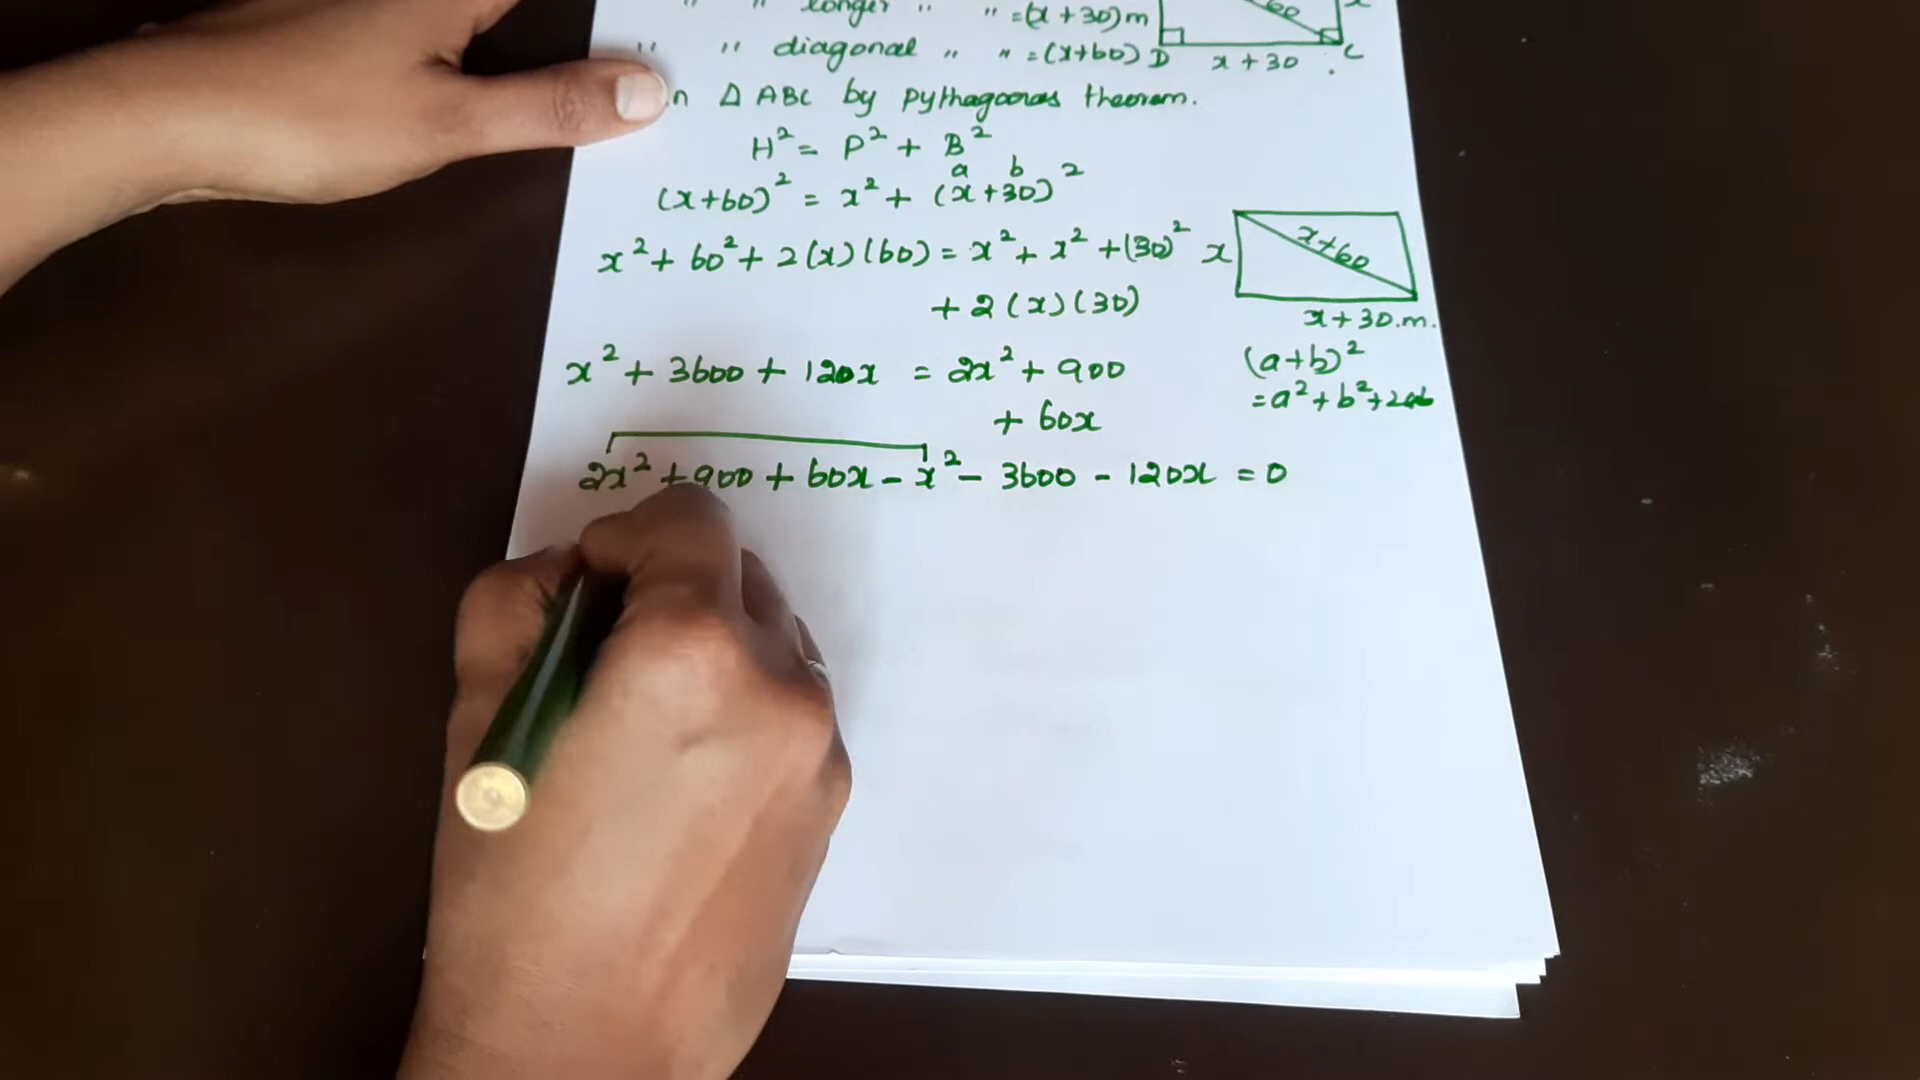 " " longer " " = (x + 30) m
" " diagonal " " = (x+60)
60
x
D x + 30 C
n Δ ABC by pythagoras theorem.
H² = P² + B²
a b
(x+60)² = x² + (x+30)²
x² + 60² + 2(x)(60) = x² + x² + (30)²
+ 2(x)(30)
x
x+60
x+30.m.
(a+b)²
= a² + b² + 2ab
x² + 3600 + 120x = 2x² + 900
+ 60x
2x² + 900 + 60x - x² - 3600 - 120x = 0